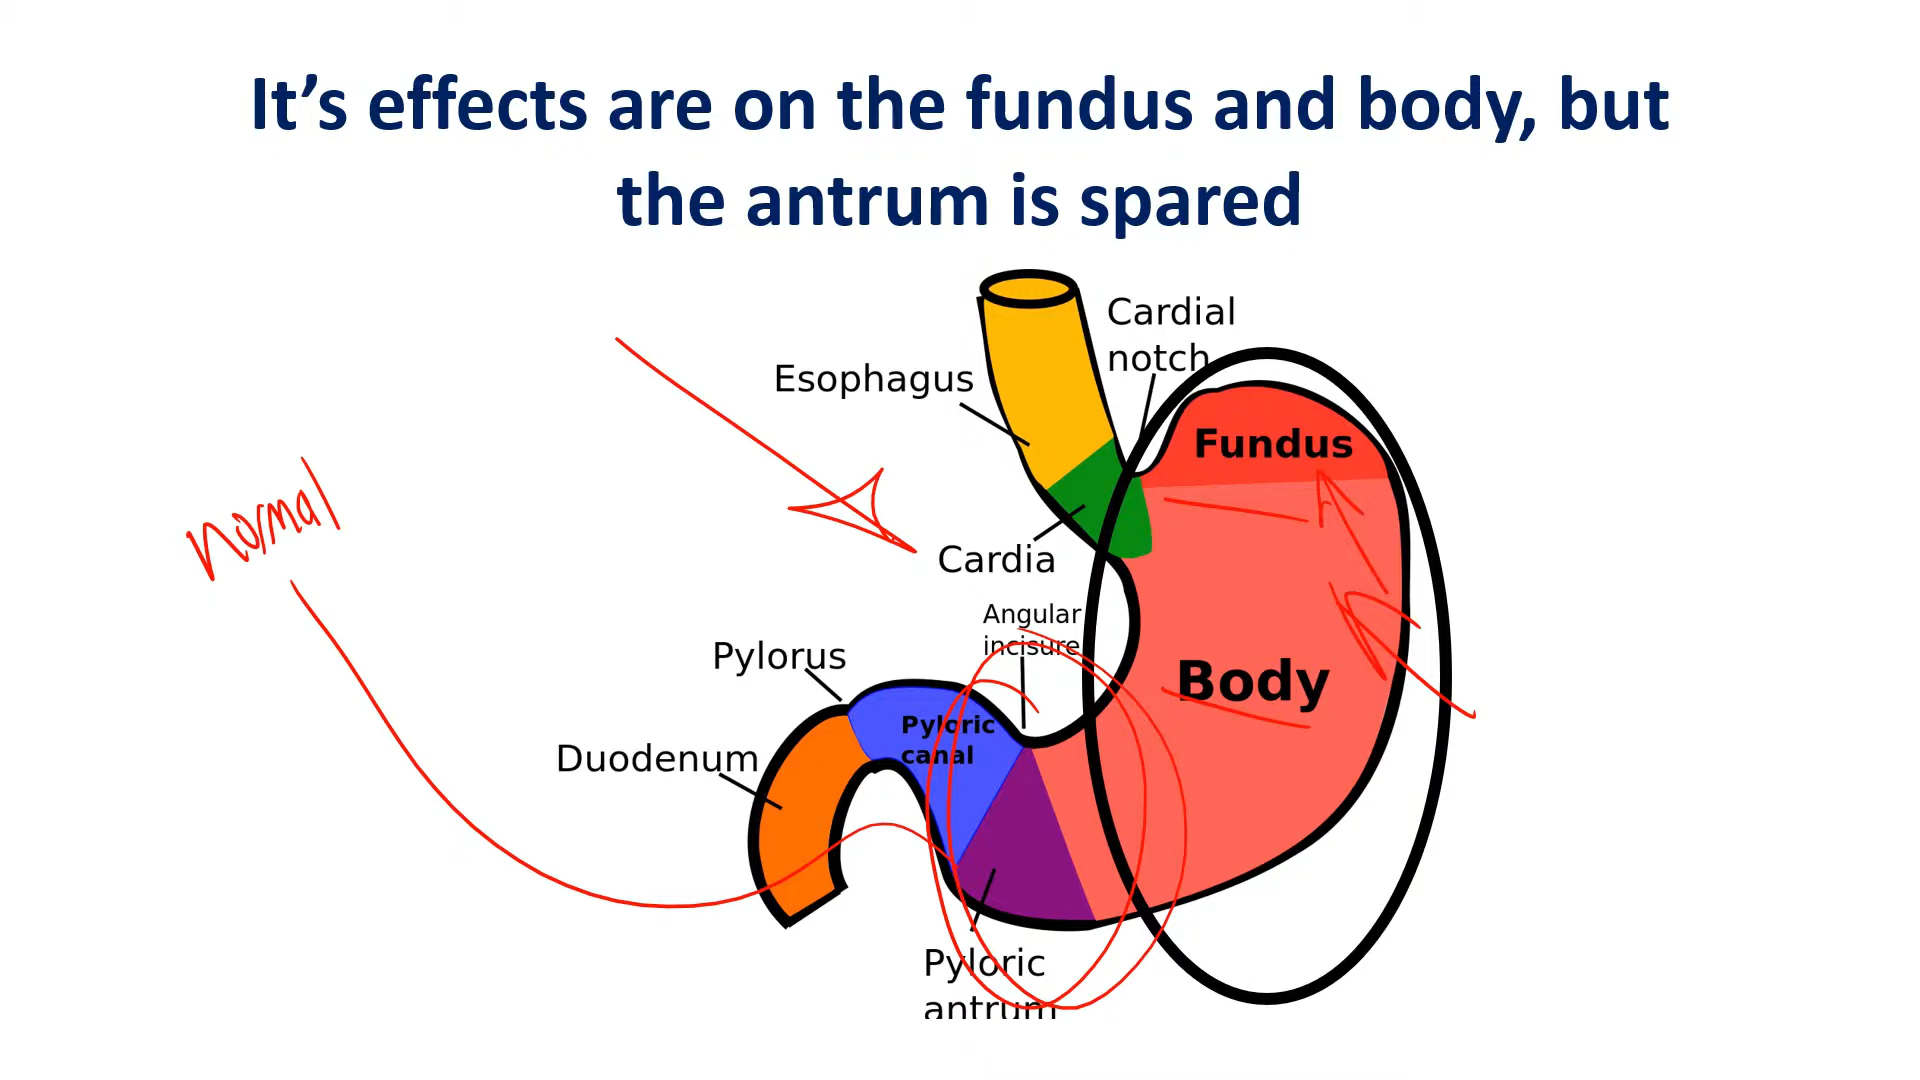 It’s effects are on the fundus and body, but
the antrum is spared
Cardial
notch
Esophagus
Fundus
normal
Cardia
Angular
incisure
Pylorus
Body
Pyloric
canal
Duodenum
Pyloric
antrum